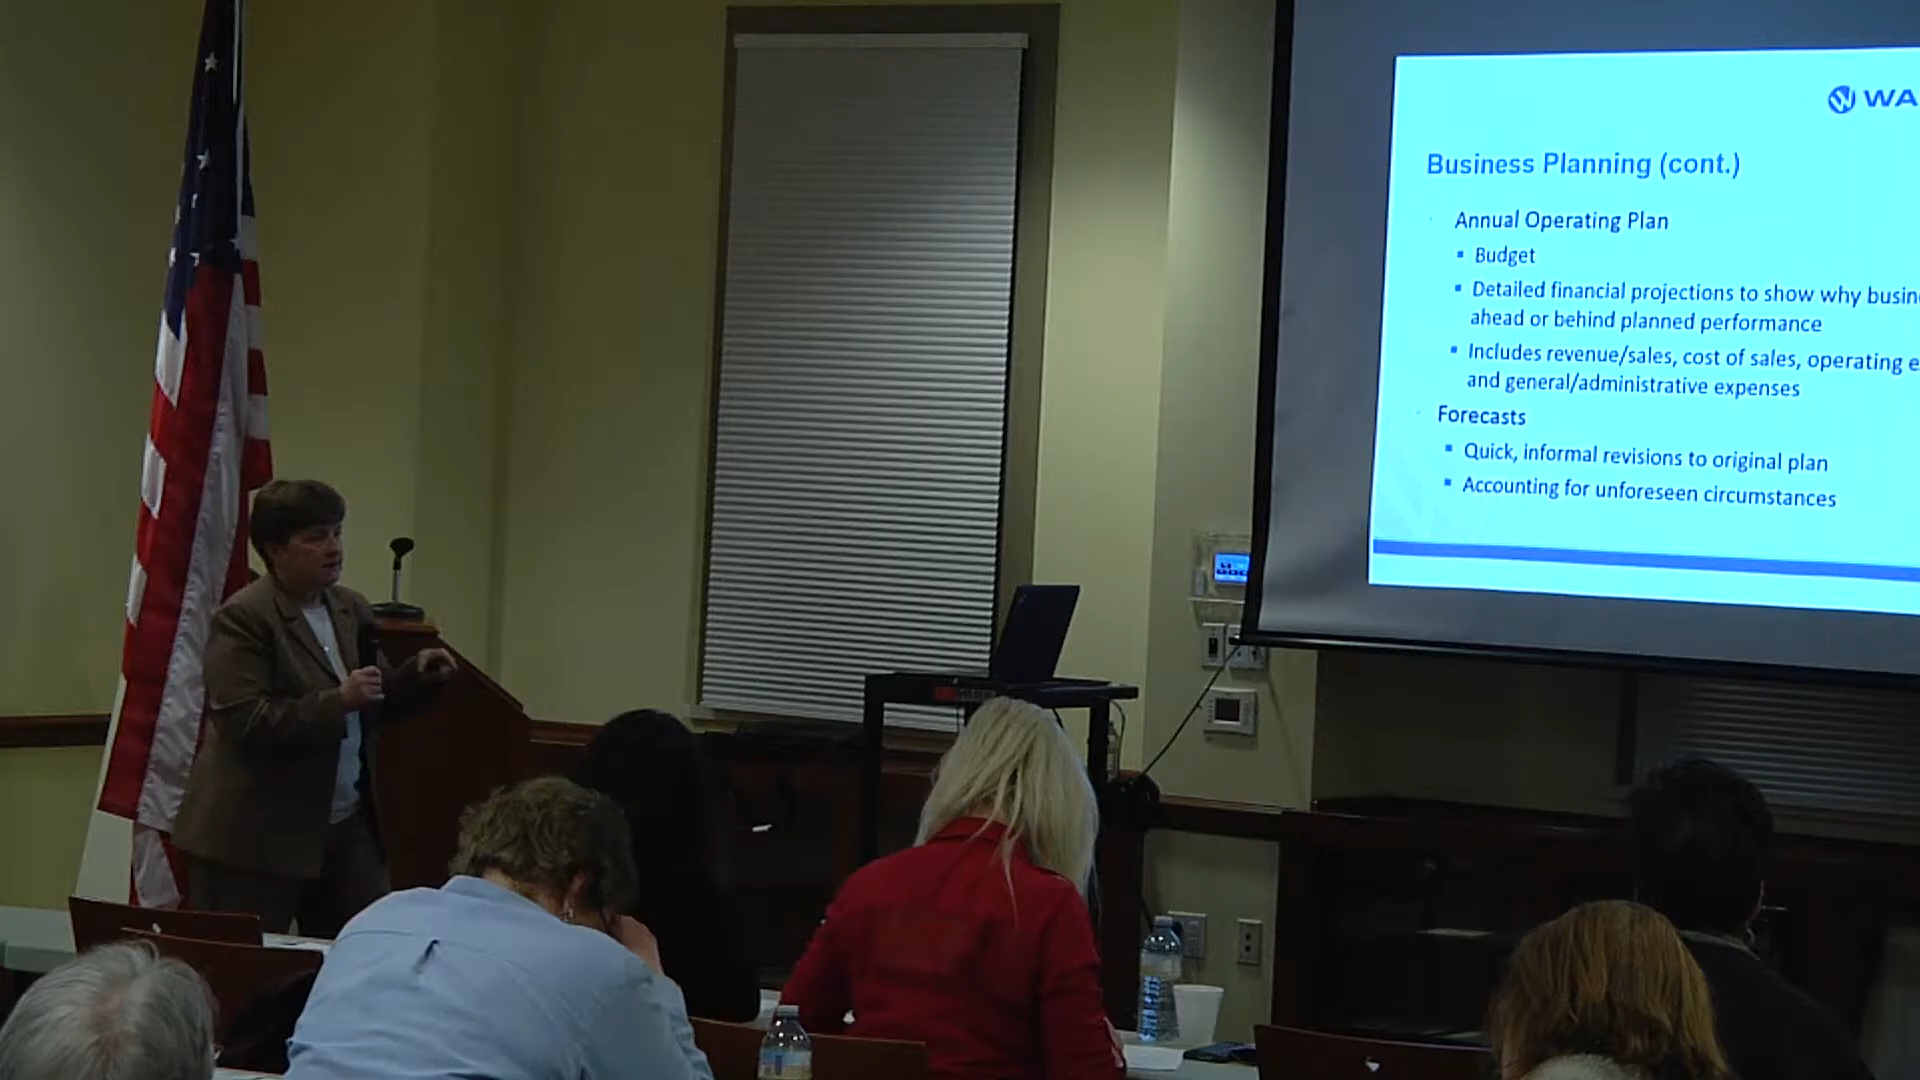 WA
Business Planning (cont.)
Annual Operating Plan
Budget
Detailed financial projections to show why busin
ahead or behind planned performance
Includes revenue/sales, cost of sales, operating e
and general/administrative expenses
Forecasts
Quick, informal revisions to original plan
Accounting for unforeseen circumstances